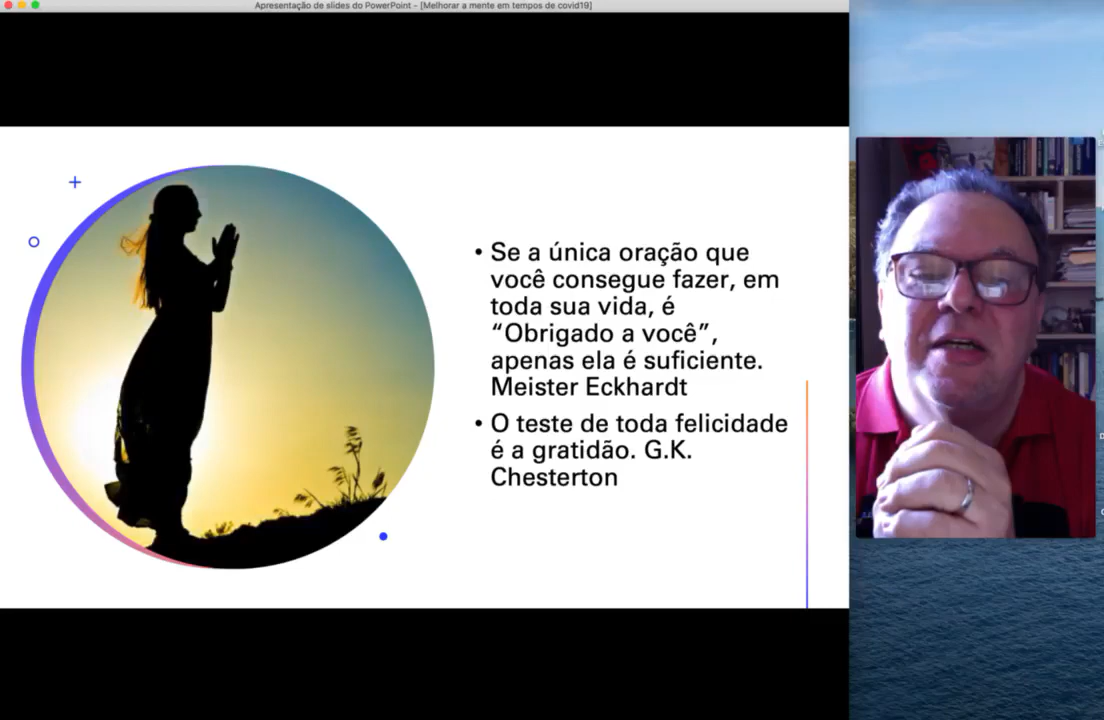 Apresentação de slides do PowerPoint - [Melhorar a mente em tempos de covid19]
• Se a única oração que
você consegue fazer, em
toda sua vida, é
“Obrigado a você”,
apenas ela é suficiente.
Meister Eckhardt
• O teste de toda felicidade
é a gratidão. G.K.
Chesterton